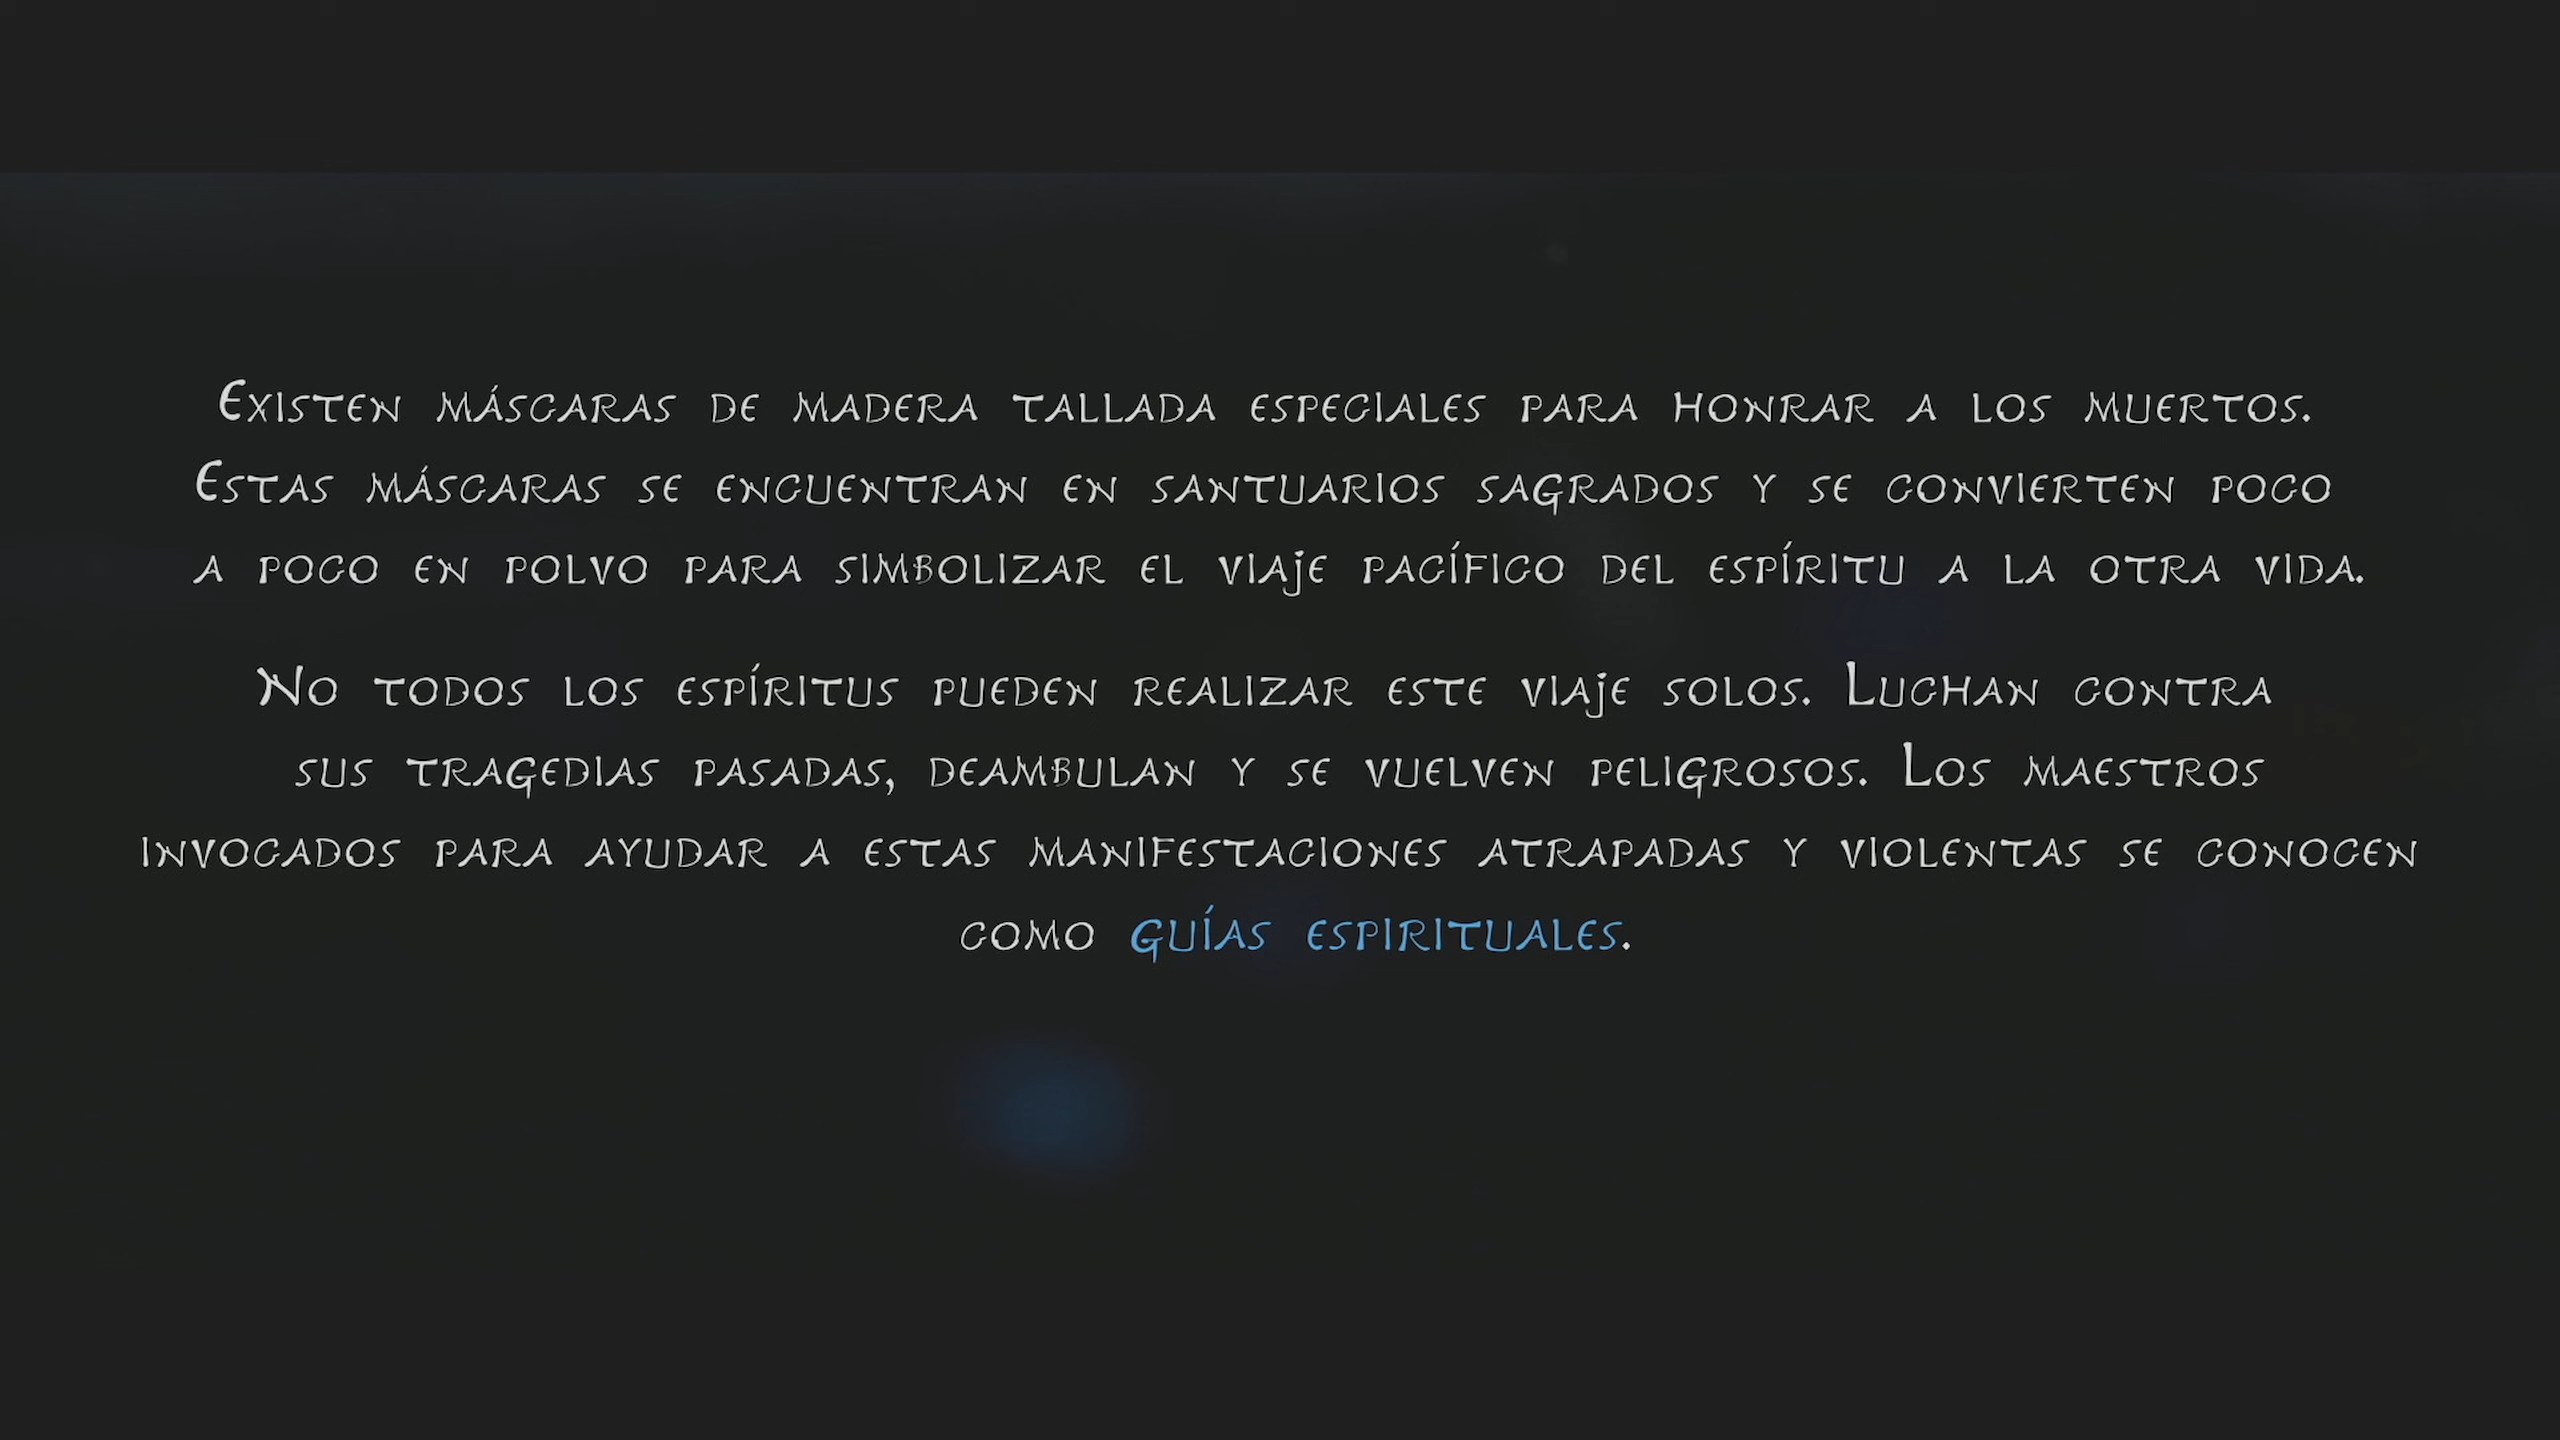 Existen máscaras de madera tallada especiales para honrar a los muertos.
Estas máscaras se encuentran en santuarios sagrados y se convierten poco
a poco en polvo para simbolizar el viaje pacífico del espíritu a la otra vida.
No todos los espíritus pueden realizar este viaje solos. Luchan contra
sus tragedias pasadas, deambulan y se vuelven peligrosos. Los maestros
invocados para ayudar a estas manifestaciones atrapadas y violentas se conocen
como guías espirituales.